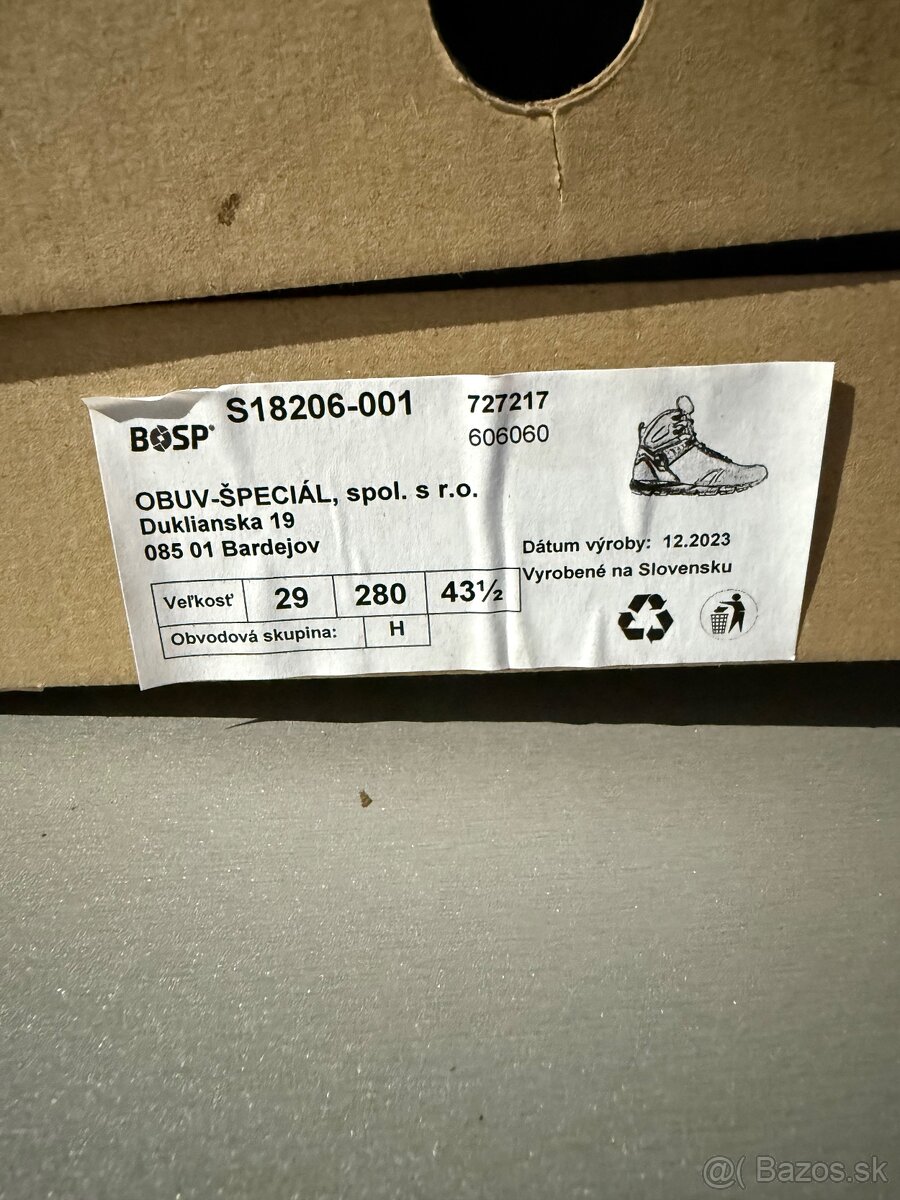 S18206-001
727217
BOSP®
606060
OBUV-ŠPECIÁL, spol. s r.o.
Duklianska 19
085 01 Bardejov
Dátum výroby: 12.2023
Vyrobené na Slovensku
Veľkosť 29 280 43½
Obvodová skupina: H
@( Bazos.sk